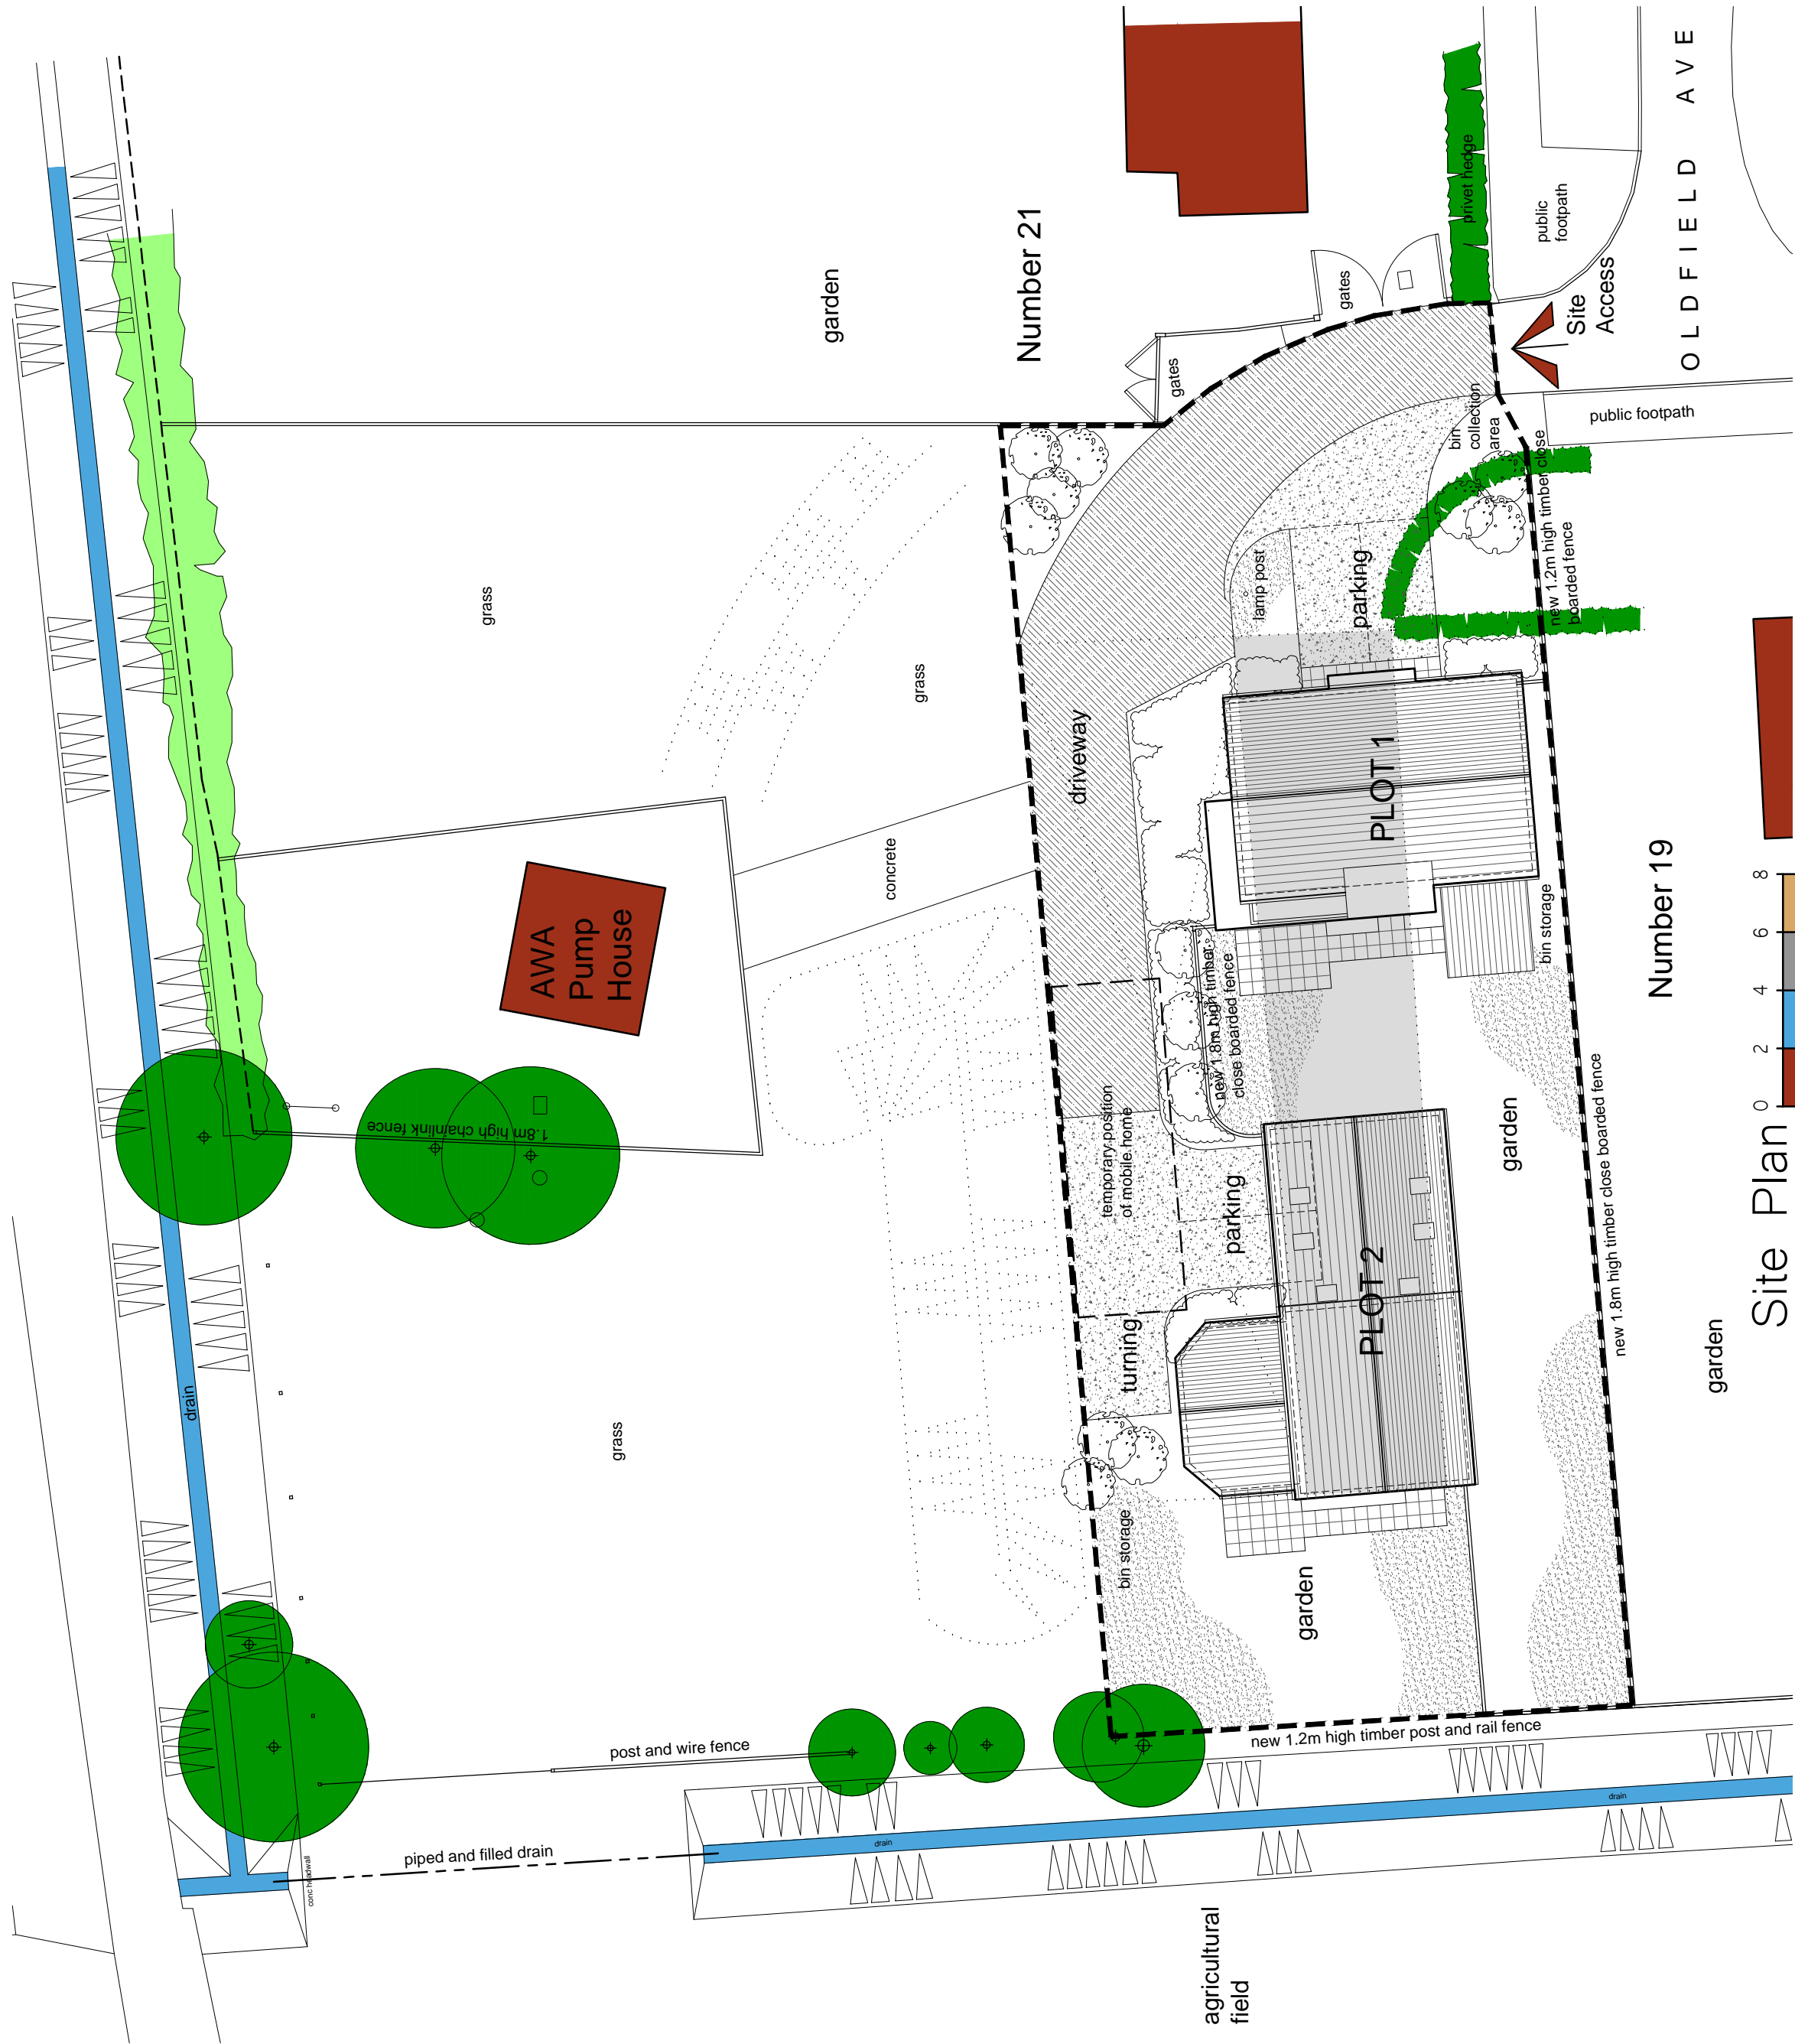 garden
Number 21
gates
gates
privet hedge
public
footpath
OLDFIELD AVE
Site
Access
public footpath
bin
collection
area
new 1.2m high timber close
boarded fence
grass
grass
lamp post
parking
driveway
PLOT 1
concrete
AWA
Pump
House
1.8m high chainlink fence
new 1.8m high timber
close boarded fence
bin storage
Number 19
temporary position
of mobile home
parking
turning
PLOT 2
garden
new 1.8m high timber close boarded fence
garden
Site Plan
0 2 4 6 8
drain
grass
bin storage
garden
post and wire fence
new 1.2m high timber post and rail fence
piped and filled drain
conc headwall
drain
drain
agricultural
field